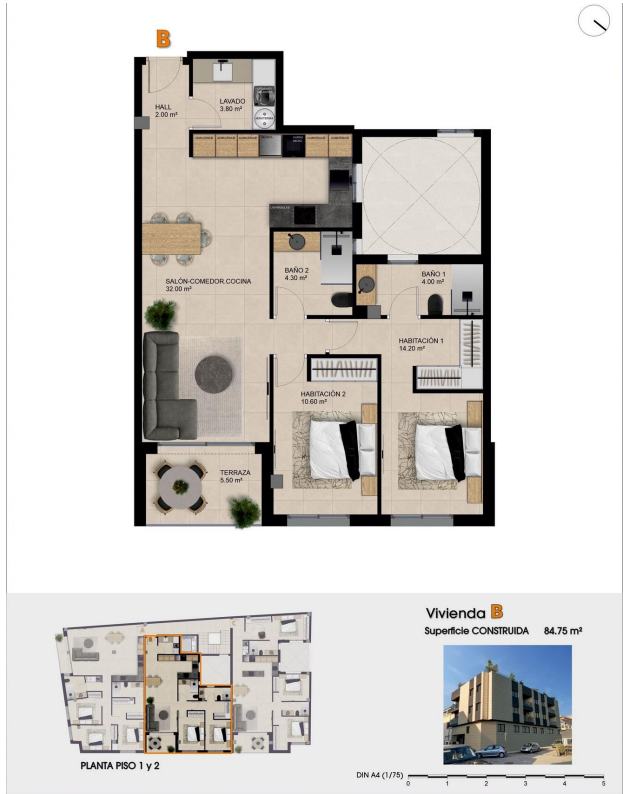 B
HALL
2.00 m²
LAVADO
3.80 m²
SALÓN-COMEDOR.COCINA
32.00 m²
BAÑO 2
4.30 m²
BAÑO 1
4.00 m²
HABITACIÓN 1
14.20 m²
HABITACIÓN 2
10.60 m²
TERRAZA
5.50 m²
Vivienda B
Superficie CONSTRUIDA 84.75 m²
A
C
PLANTA PISO 1 y 2
DIN A4 (1/75)
0 1 2 3 4 5